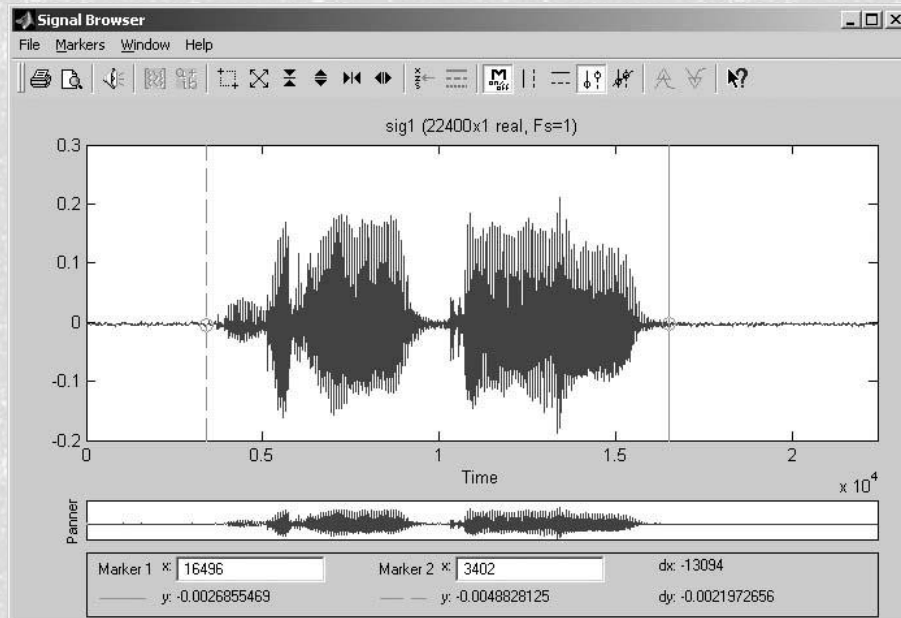 Signal Browser
File Markers Window Help
M
on/off
sig1 (22400x1 real, Fs=1)
0.3
0.2
0.1
0
-0.1
-0.2
0 0.5 1 1.5 2
Time
x 10^4
Panner
Marker 1 x: 16496 Marker 2 x: 3402 dx: -13094
y: -0.0026855469 y: -0.0048828125 dy: -0.0021972656